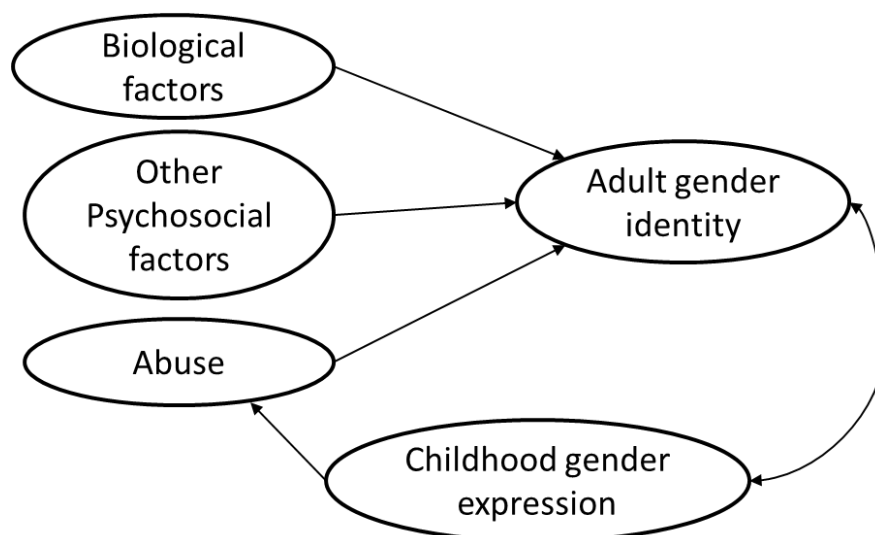 Biological
factors
Other
Psychosocial
factors
Adult gender
identity
Abuse
Childhood gender
expression